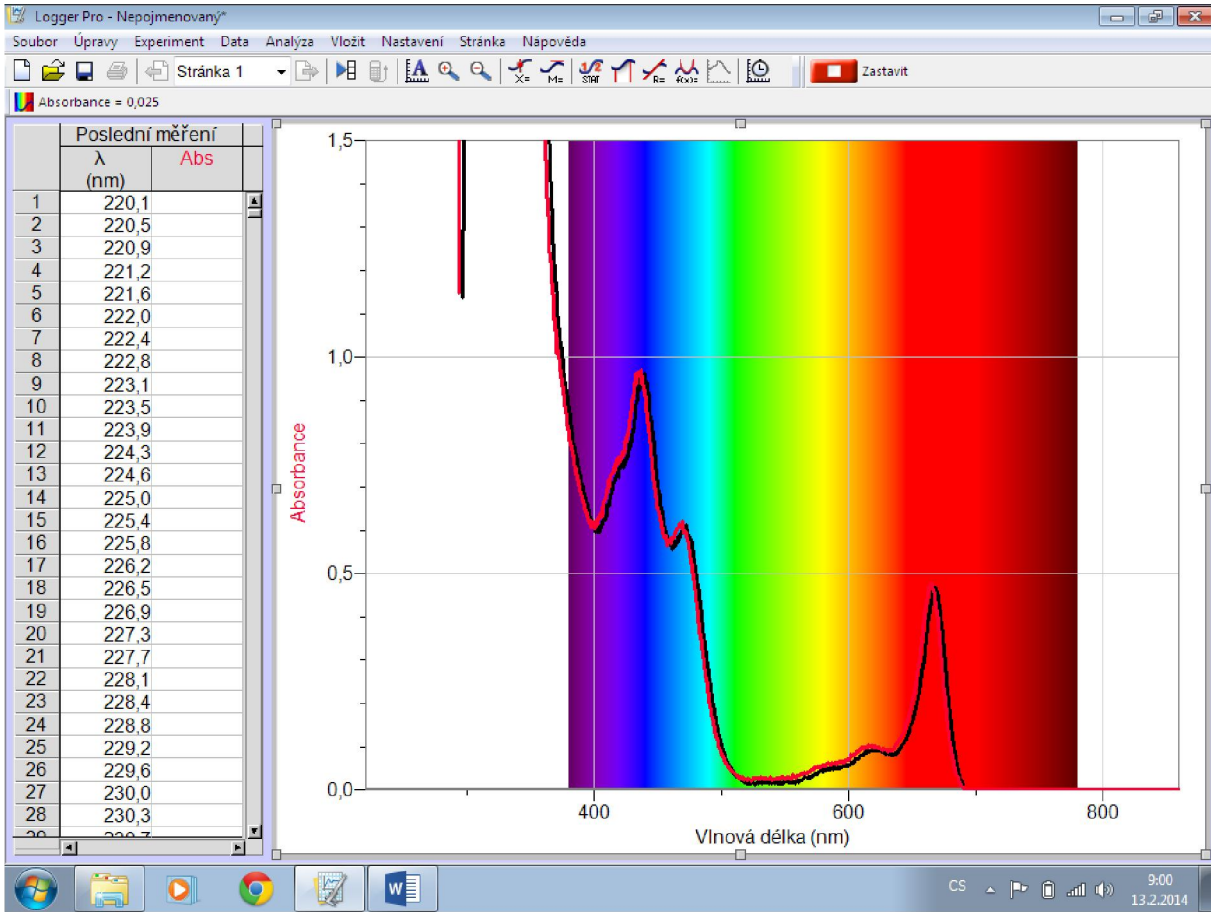 Logger Pro - Nepojmenovaný*
Soubor Úpravy Experiment Data Analýza Vložit Nastavení Stránka Nápověda
Stránka 1
X=
M=
1/2
STAT
R=
f(x)=
Zastavit
Absorbance = 0,025
Poslední měření
λ Abs
(nm)
1 220,1
2 220,5
3 220,9
4 221,2
5 221,6
6 222,0
7 222,4
8 222,8
9 223,1
10 223,5
11 223,9
12 224,3
13 224,6
14 225,0
15 225,4
16 225,8
17 226,2
18 226,5
19 226,9
20 227,3
21 227,7
22 228,1
23 228,4
24 228,8
25 229,2
26 229,6
27 230,0
28 230,3
29 230,7
1,5
1,0
0,5
0,0
Absorbance
400 600 800
Vlnová délka (nm)
W
CS
9:00
13.2.2014